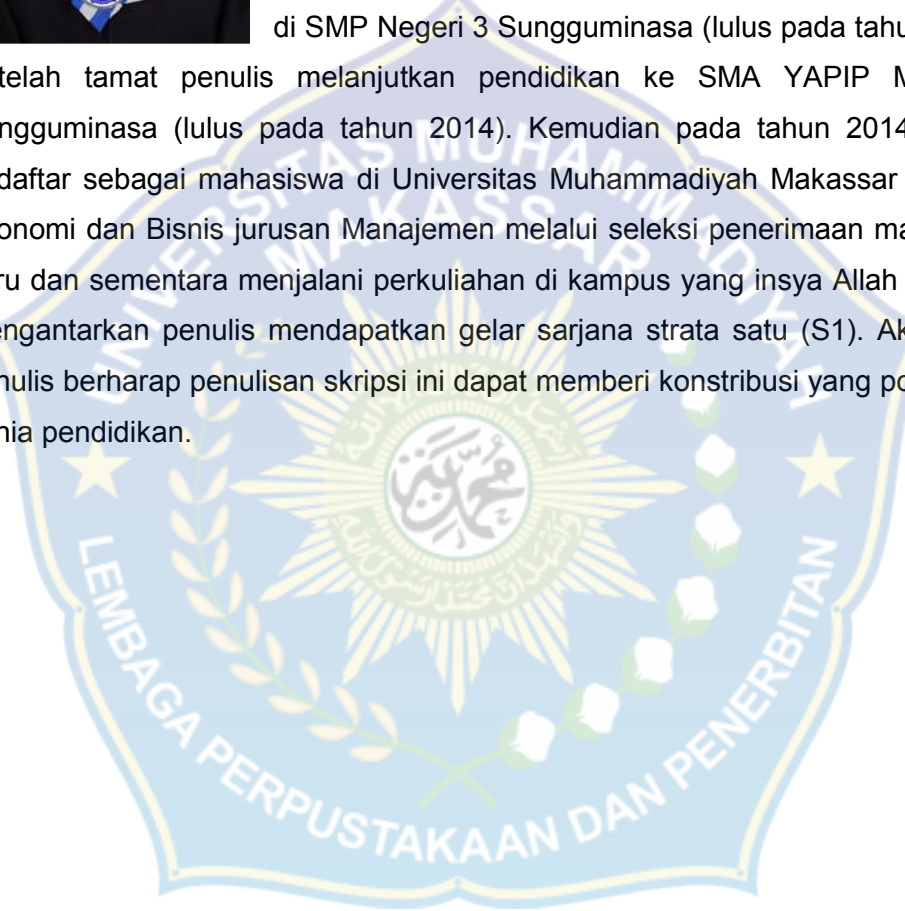 di SMP Negeri 3 Sungguminasa (lulus pada tahu
telah tamat penulis melanjutkan pendidikan ke SMA YAPIP M
ngguminasa (lulus pada tahun 2014). Kemudian pada tahun 2014
daftar sebagai mahasiswa di Universitas Muhammadiyah Makassar
onomi dan Bisnis jurusan Manajemen melalui seleksi penerimaan ma
ru dan sementara menjalani perkuliahan di kampus yang insya Allah
engantarkan penulis mendapatkan gelar sarjana strata satu (S1). Ak
nulis berharap penulisan skripsi ini dapat memberi konstribusi yang po
nia pendidikan.
UNIVERSITAS MUHAMMADIYAH
MAKASSAR
محمدية
LEMBAGA PERPUSTAKAAN DAN PENERBITAN